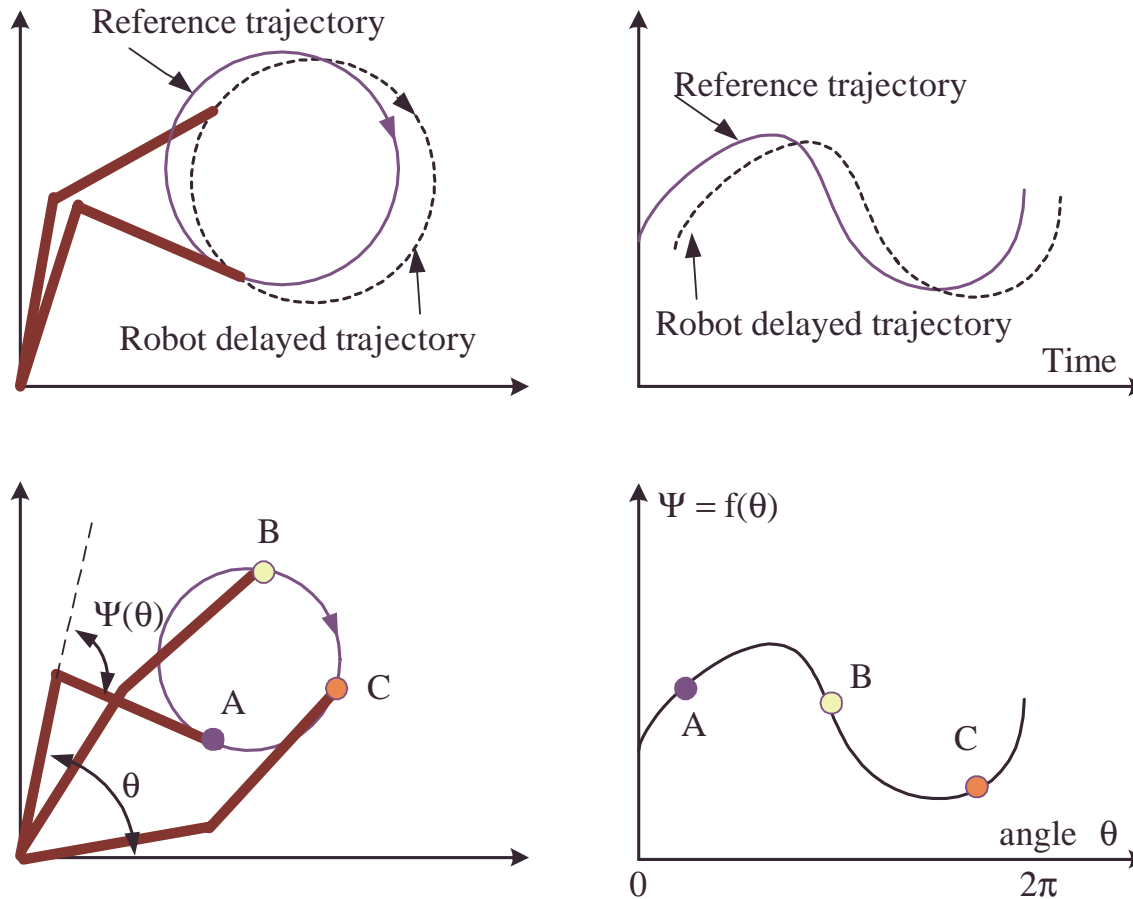 Reference trajectory
Robot delayed trajectory
Reference trajectory
Robot delayed trajectory
Time
B
Ψ(θ)
A
C
θ
Ψ = f(θ)
B
A
C
angle θ
0
2π